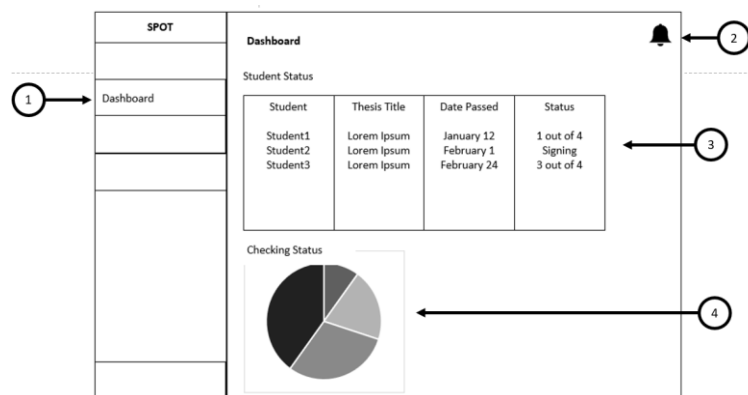 SPOT
Dashboard
2
Student Status
1
Dashboard
Student Thesis Title Date Passed Status
Student1 Lorem Ipsum January 12 1 out of 4
Student2 Lorem Ipsum February 1 Signing
Student3 Lorem Ipsum February 24 3 out of 4
3
Checking Status
4